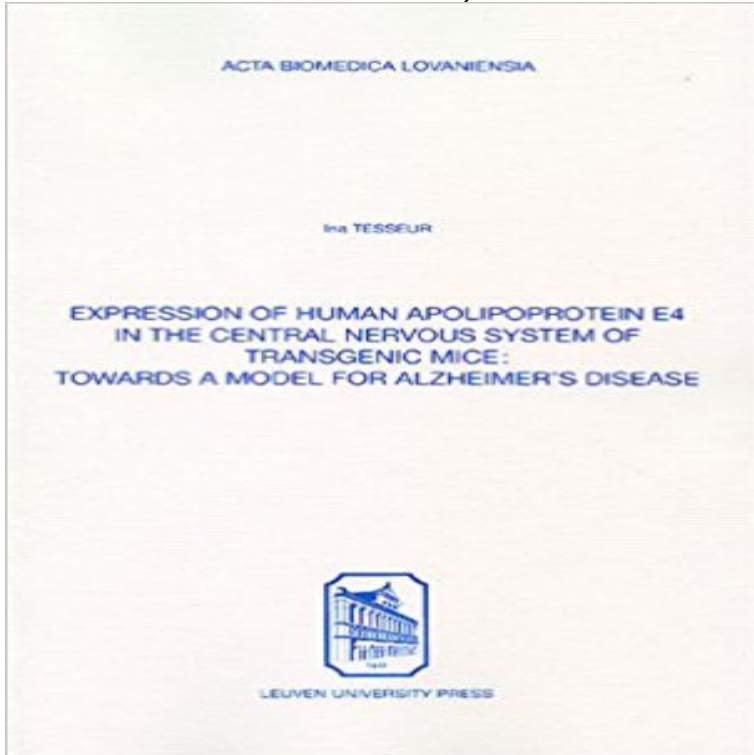 ACTA BIOMEDICA LOVANIENSIA
Ina TESSEUR
EXPRESSION OF HUMAN APOLIPOPROTEIN E4
IN THE CENTRAL NERVOUS SYSTEM OF
TRANSGENIC MICE:
TOWARDS A MODEL FOR ALZHEIMER'S DISEASE
LEUVEN UNIVERSITY PRESS